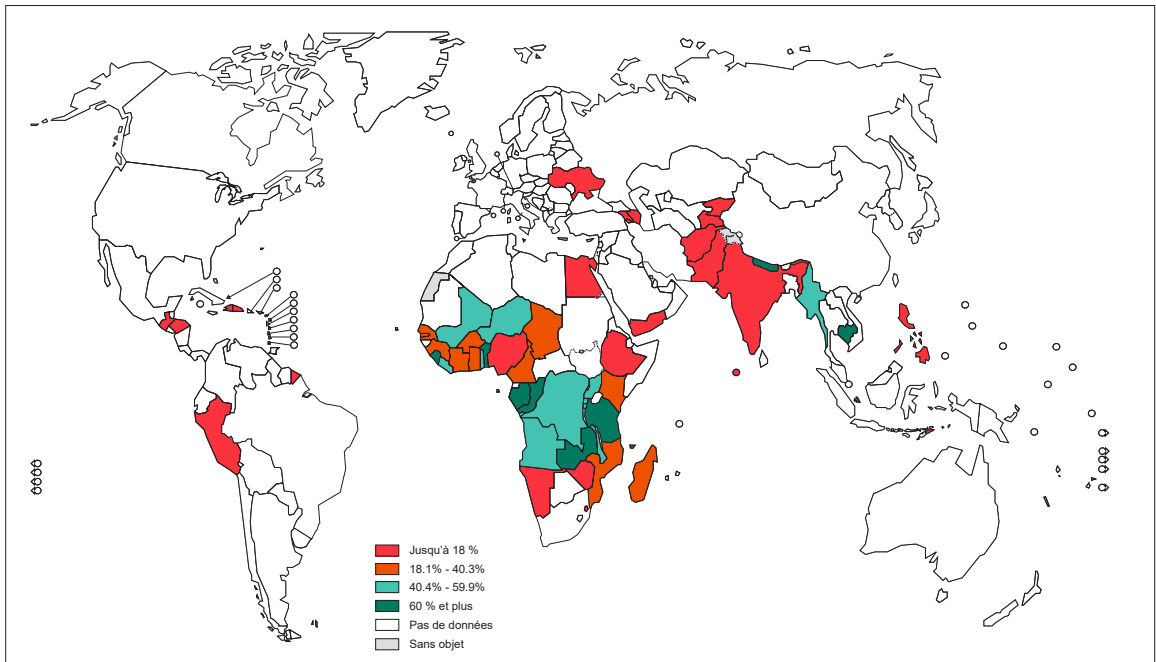 Jusqu'à 18 %
18.1% - 40.3%
40.4% - 59.9%
60 % et plus
Pas de données
Sans objet